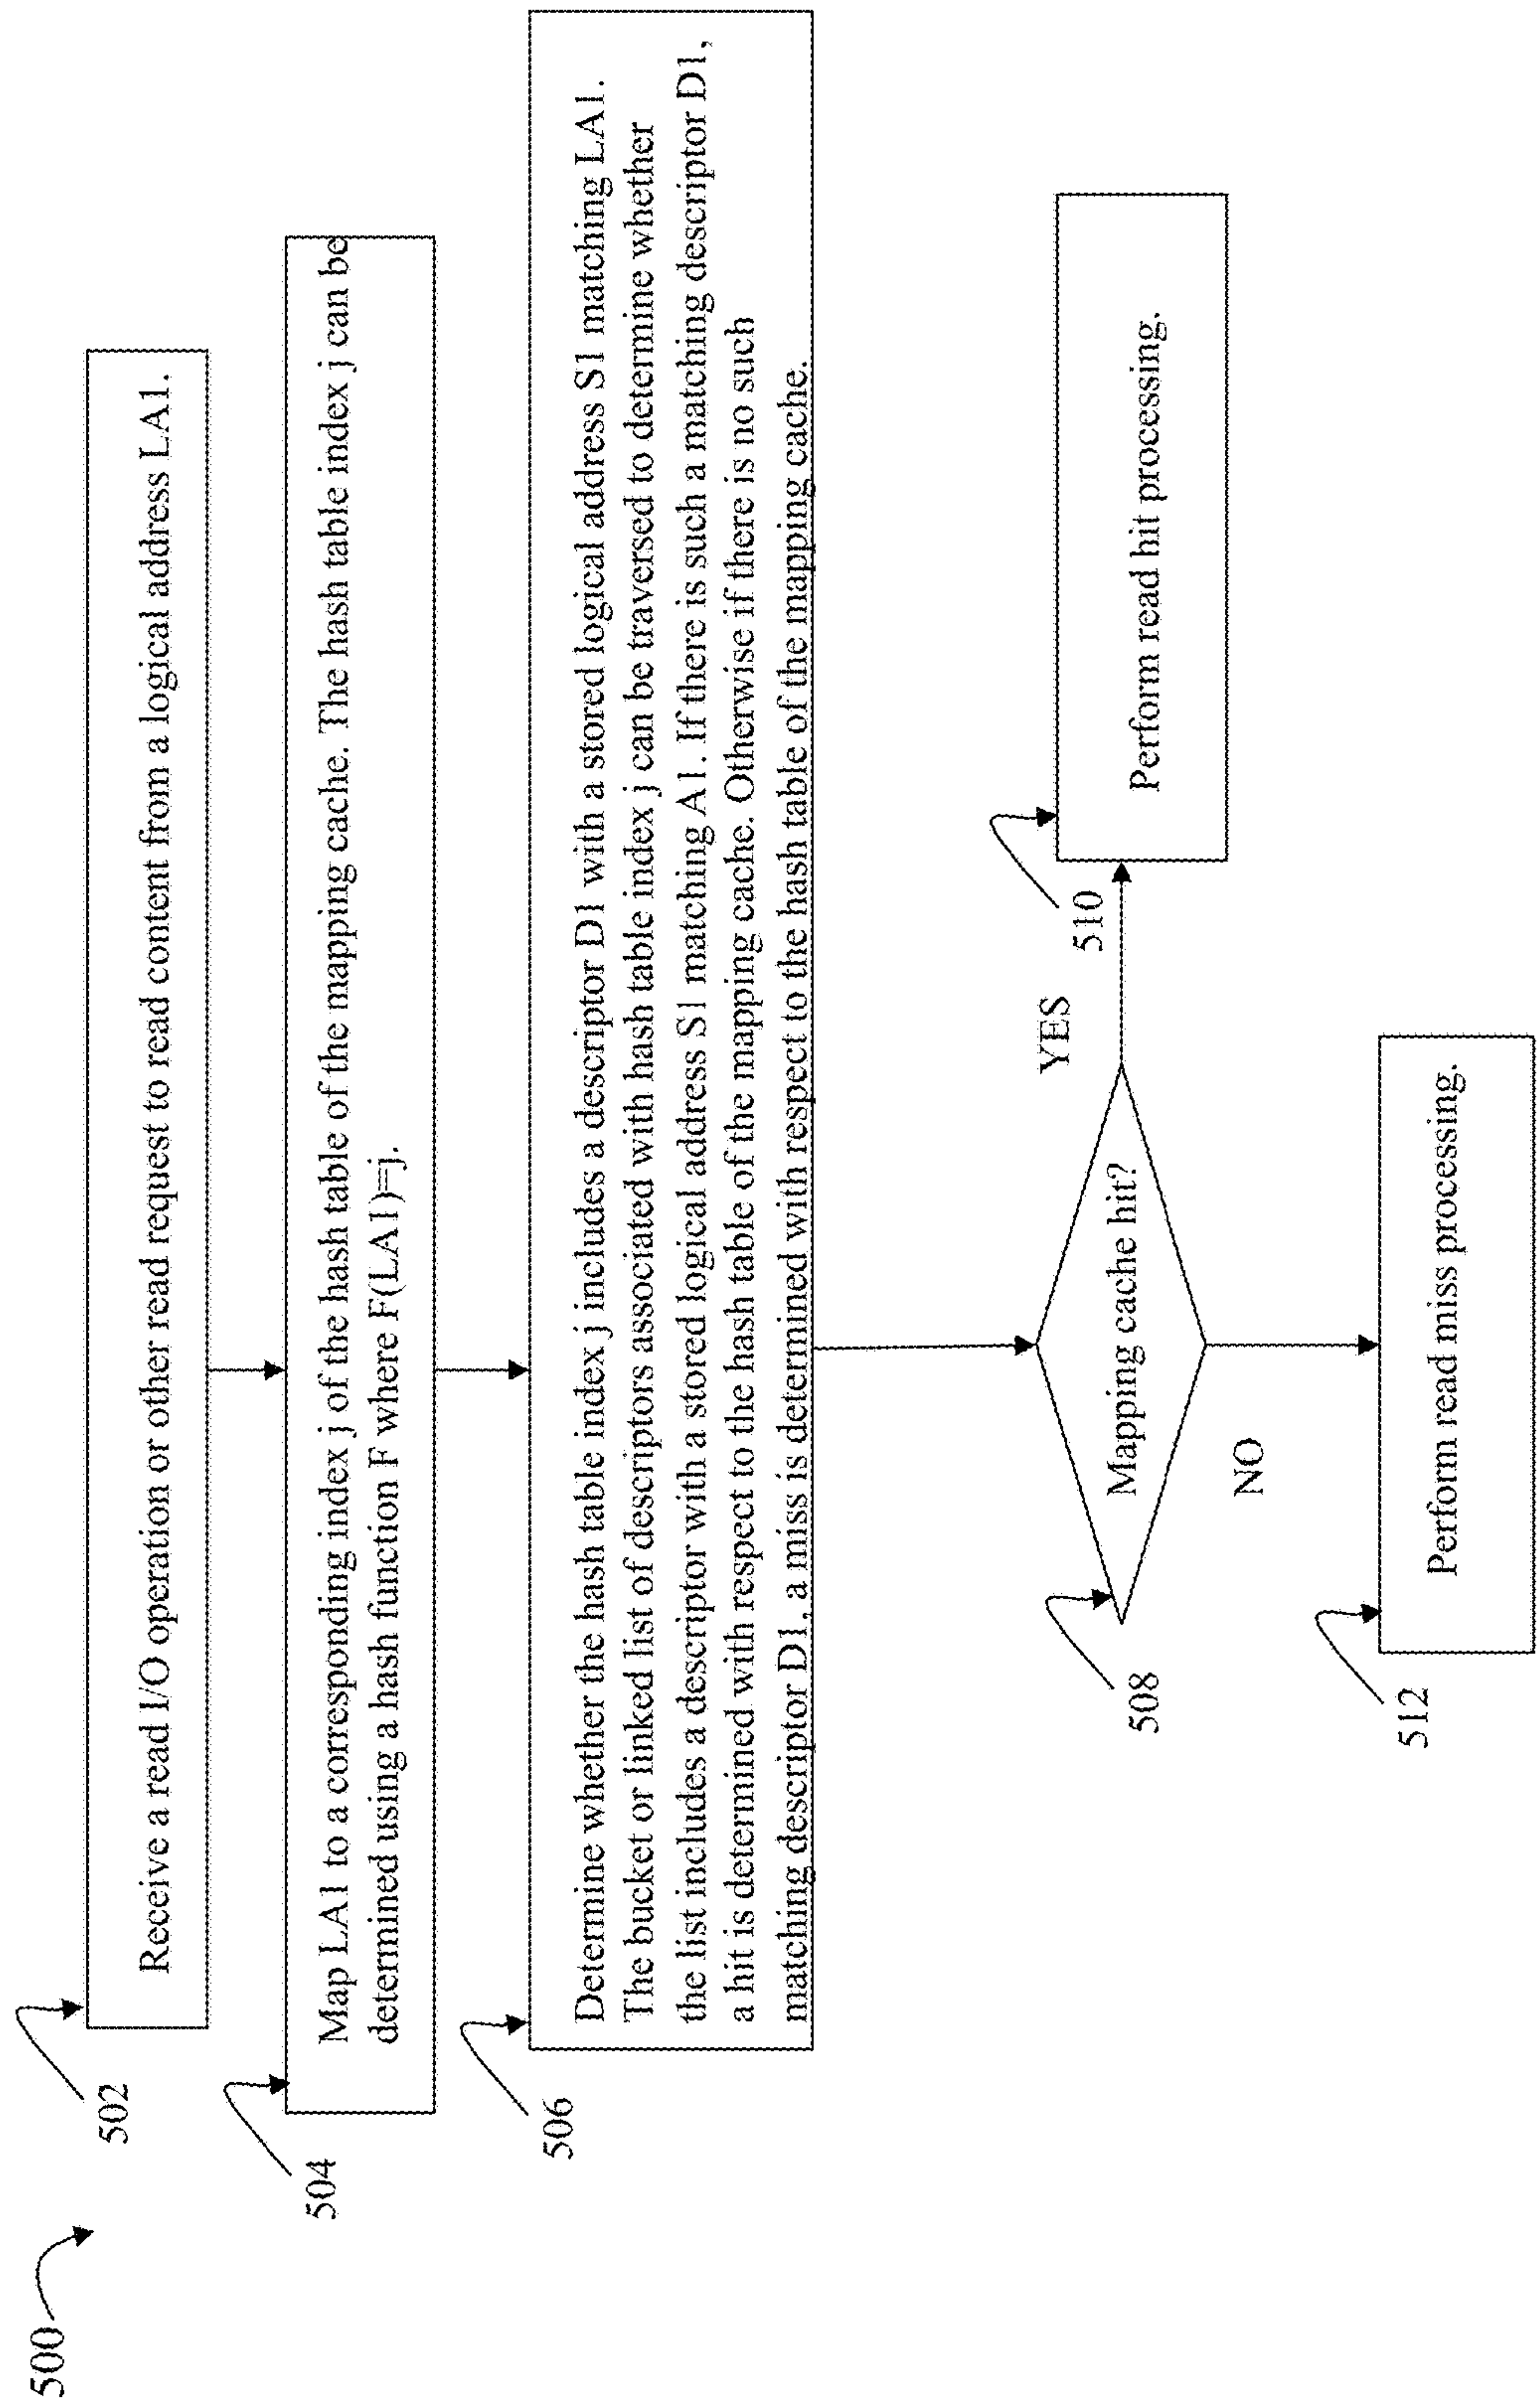 500
502
Receive a read I/O operation or other read request to read content from a logical address LA1.
504
Map LA1 to a corresponding index j of the hash table of the mapping cache. The hash table index j can be
determined using a hash function F where F(LA1)=j.
506
Determine whether the hash table index j includes a descriptor D1 with a stored logical address S1 matching LA1.
The bucket or linked list of descriptors associated with hash table index j can be traversed to determine whether
the list includes a descriptor with a stored logical address S1 matching A1. If there is such a matching descriptor D1,
a hit is determined with respect to the hash table of the mapping cache. Otherwise if there is no such
matching descriptor D1, a miss is determined with respect to the hash table of the mapping cache.
508
Mapping cache hit?
YES
510
Perform read hit processing.
NO
512
Perform read miss processing.